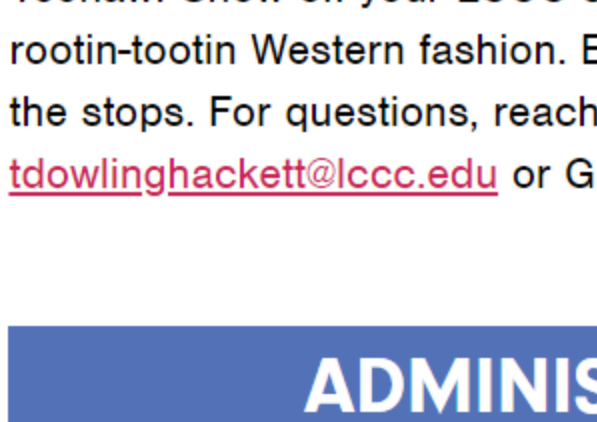 rootin-tootin Western fashion.
the stops. For questions, reach
tdowlinghackett@lccc.edu or G
ADMINIS